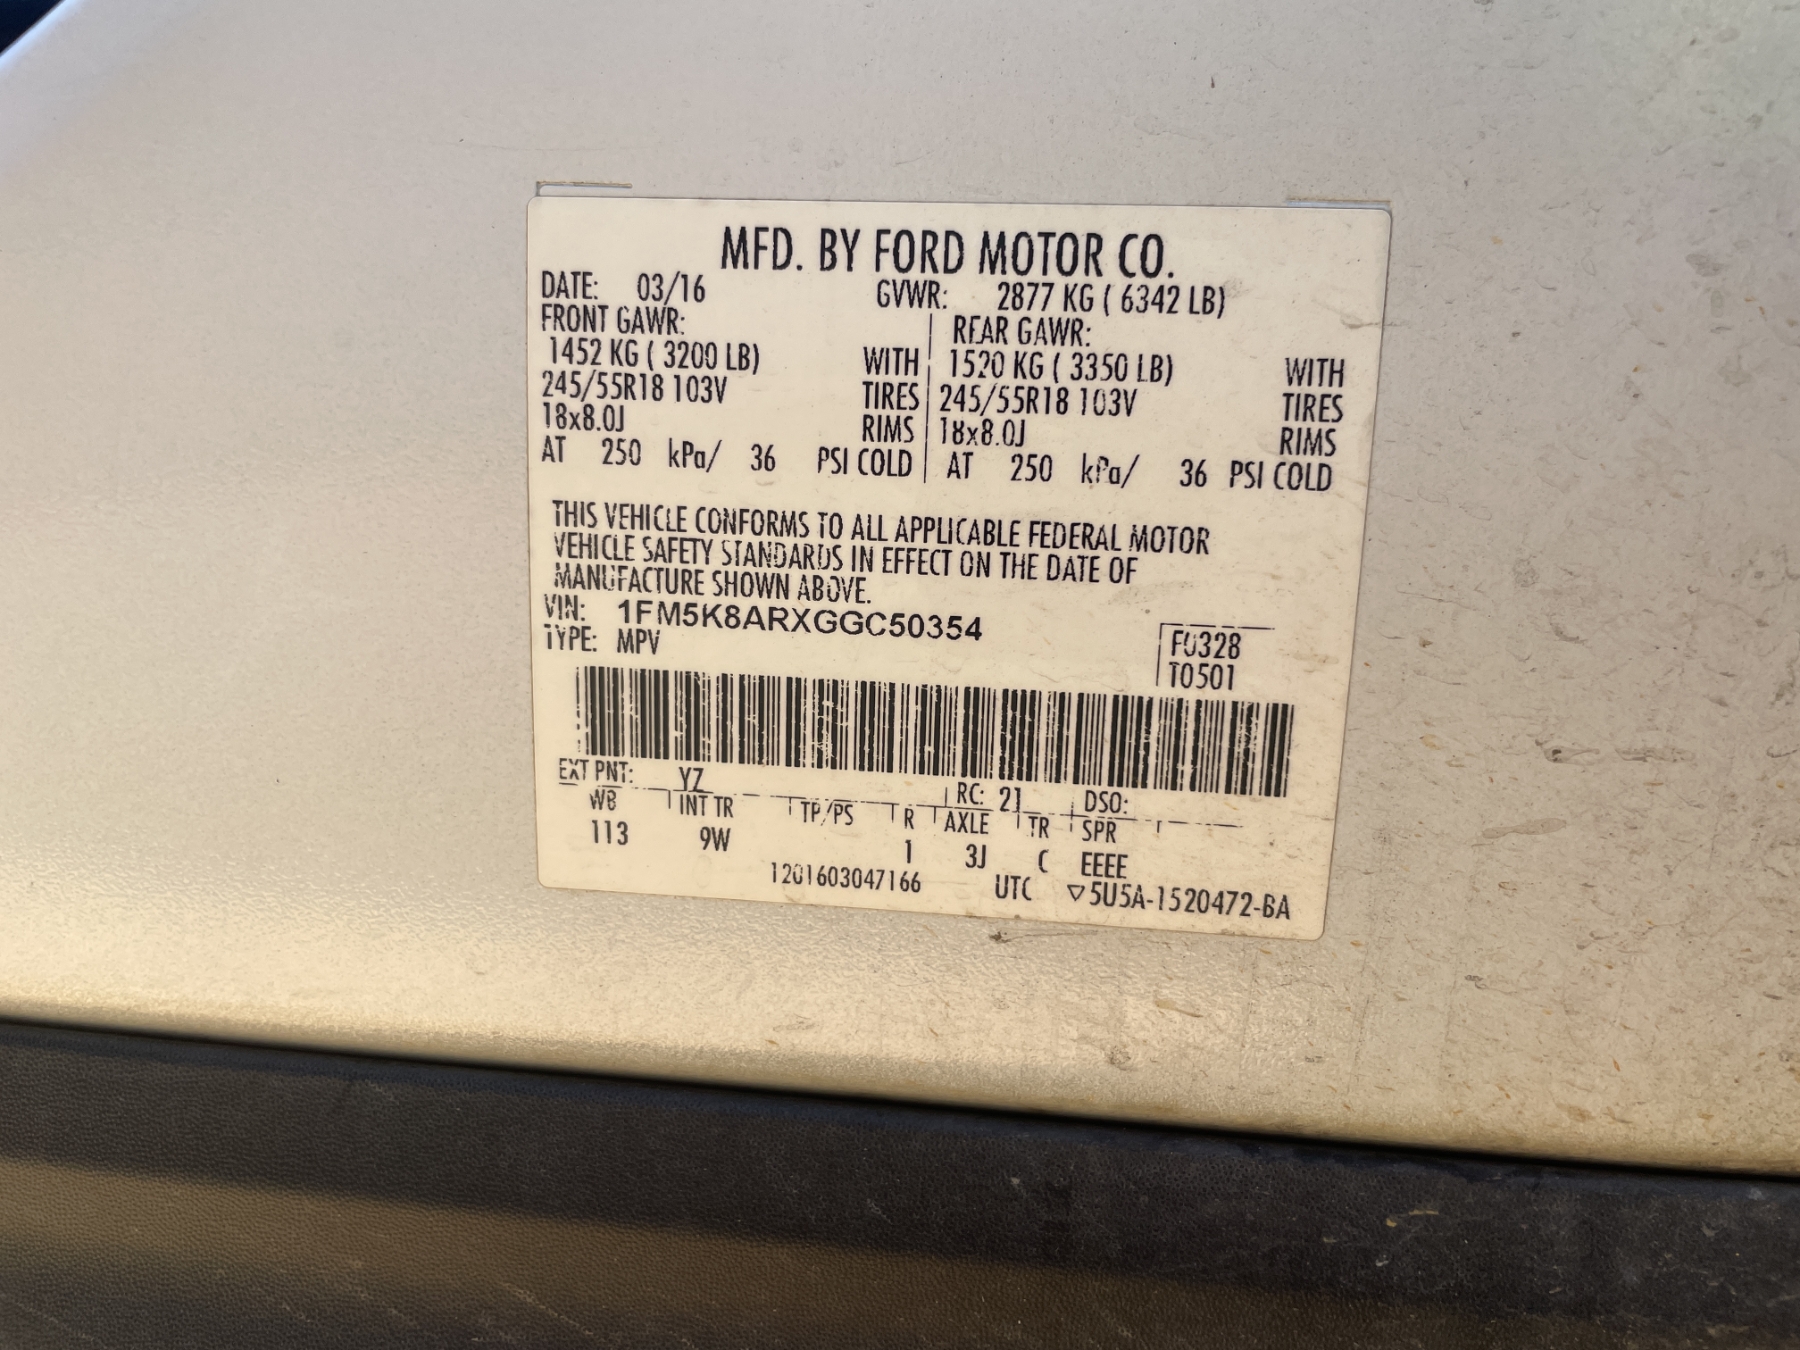 MFD. BY FORD MOTOR CO.
DATE: 03/16 GVWR: 2877 KG ( 6342 LB)
FRONT GAWR: REAR GAWR:
1452 KG ( 3200 LB) WITH 1520 KG ( 3350 LB) WITH
245/55R18 103V TIRES 245/55R18 103V TIRES
18x8.0J RIMS 18x8.0J RIMS
AT 250 kPa/ 36 PSI COLD AT 250 kPa/ 36 PSI COLD
THIS VEHICLE CONFORMS TO ALL APPLICABLE FEDERAL MOTOR
VEHICLE SAFETY STANDARDS IN EFFECT ON THE DATE OF
MANUFACTURE SHOWN ABOVE.
VIN: 1FM5K8ARXGGC50354
TYPE: MPV
F0328
T0501
EXT PNT: YZ RC: 21 DSO:
WB INT TR TP/PS R AXLE TR SPR
113 9W 1 3J C EEEE
1201603047166 UTC ▽5U5A-1520472-BA